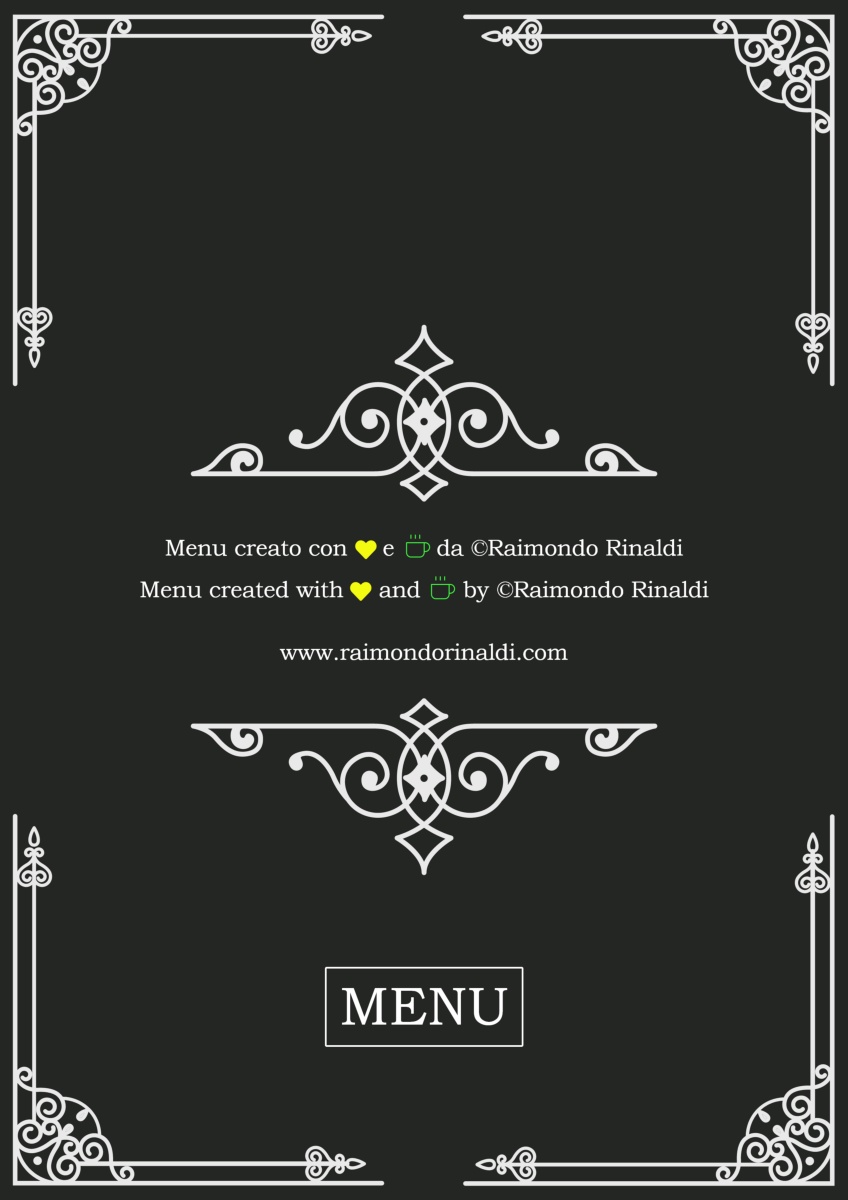 Menu creato con 💛 e ☕ da ©Raimondo Rinaldi
Menu created with 💛 and ☕ by ©Raimondo Rinaldi
www.raimondorinaldi.com
MENU